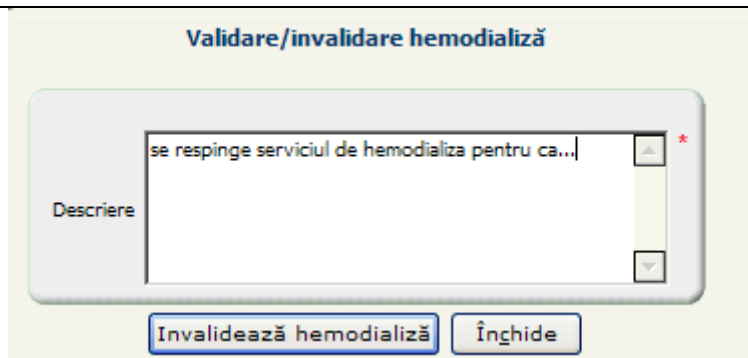 Validare/invalidare hemodializă
se respinge serviciul de hemodializa pentru ca...
*
Descriere
Invalidează hemodializă
Închide